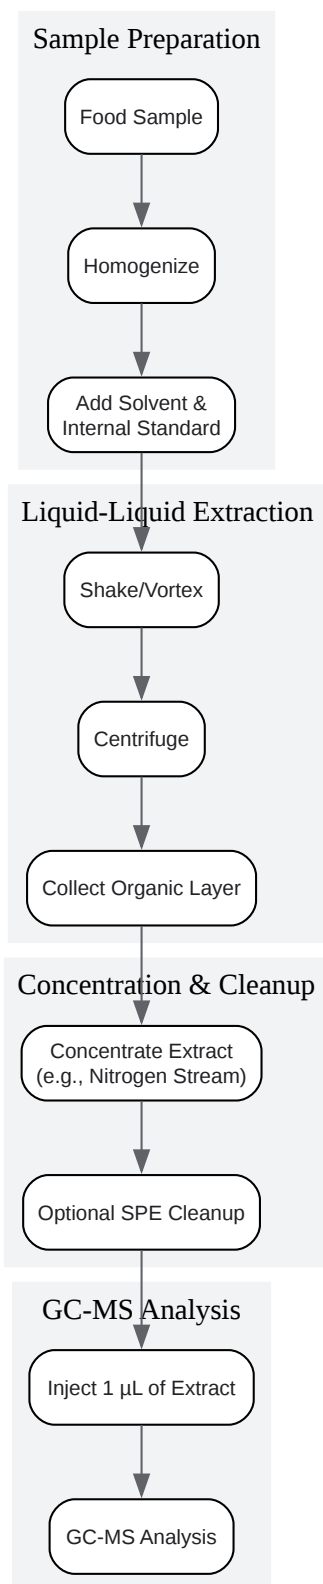 Sample Preparation
Food Sample
Homogenize
Add Solvent &
Internal Standard
Liquid-Liquid Extraction
Shake/Vortex
Centrifuge
Collect Organic Layer
Concentration & Cleanup
Concentrate Extract
(e.g., Nitrogen Stream)
Optional SPE Cleanup
GC-MS Analysis
Inject 1 µL of Extract
GC-MS Analysis